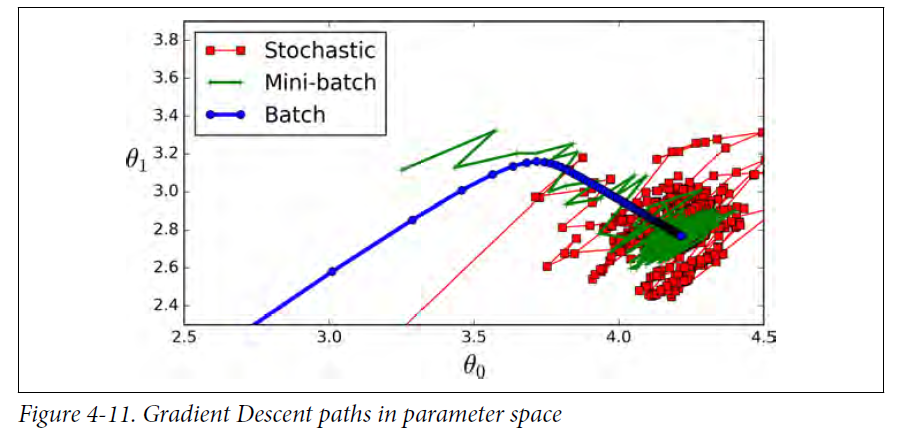 3.8
3.6
3.4
3.2
3.0
2.8
2.6
2.4
θ1
Stochastic
Mini-batch
Batch
2.5 3.0 3.5 4.0 4.5
θ0
Figure 4-11. Gradient Descent paths in parameter space